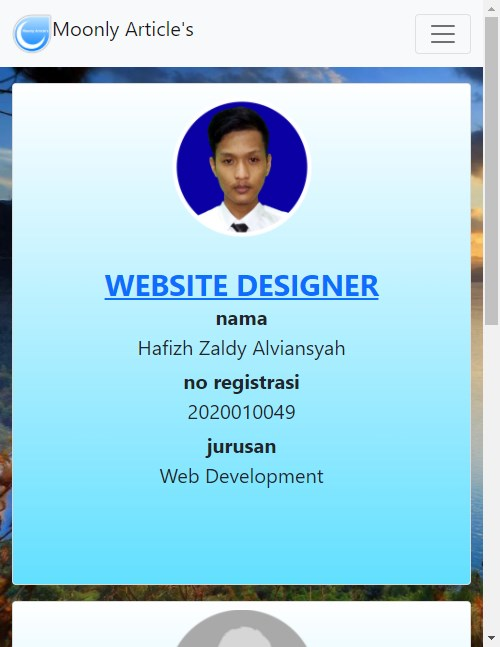 Moonly Article's
WEBSITE DESIGNER
nama
Hafizh Zaldy Alviansyah
no registrasi
2020010049
jurusan
Web Development